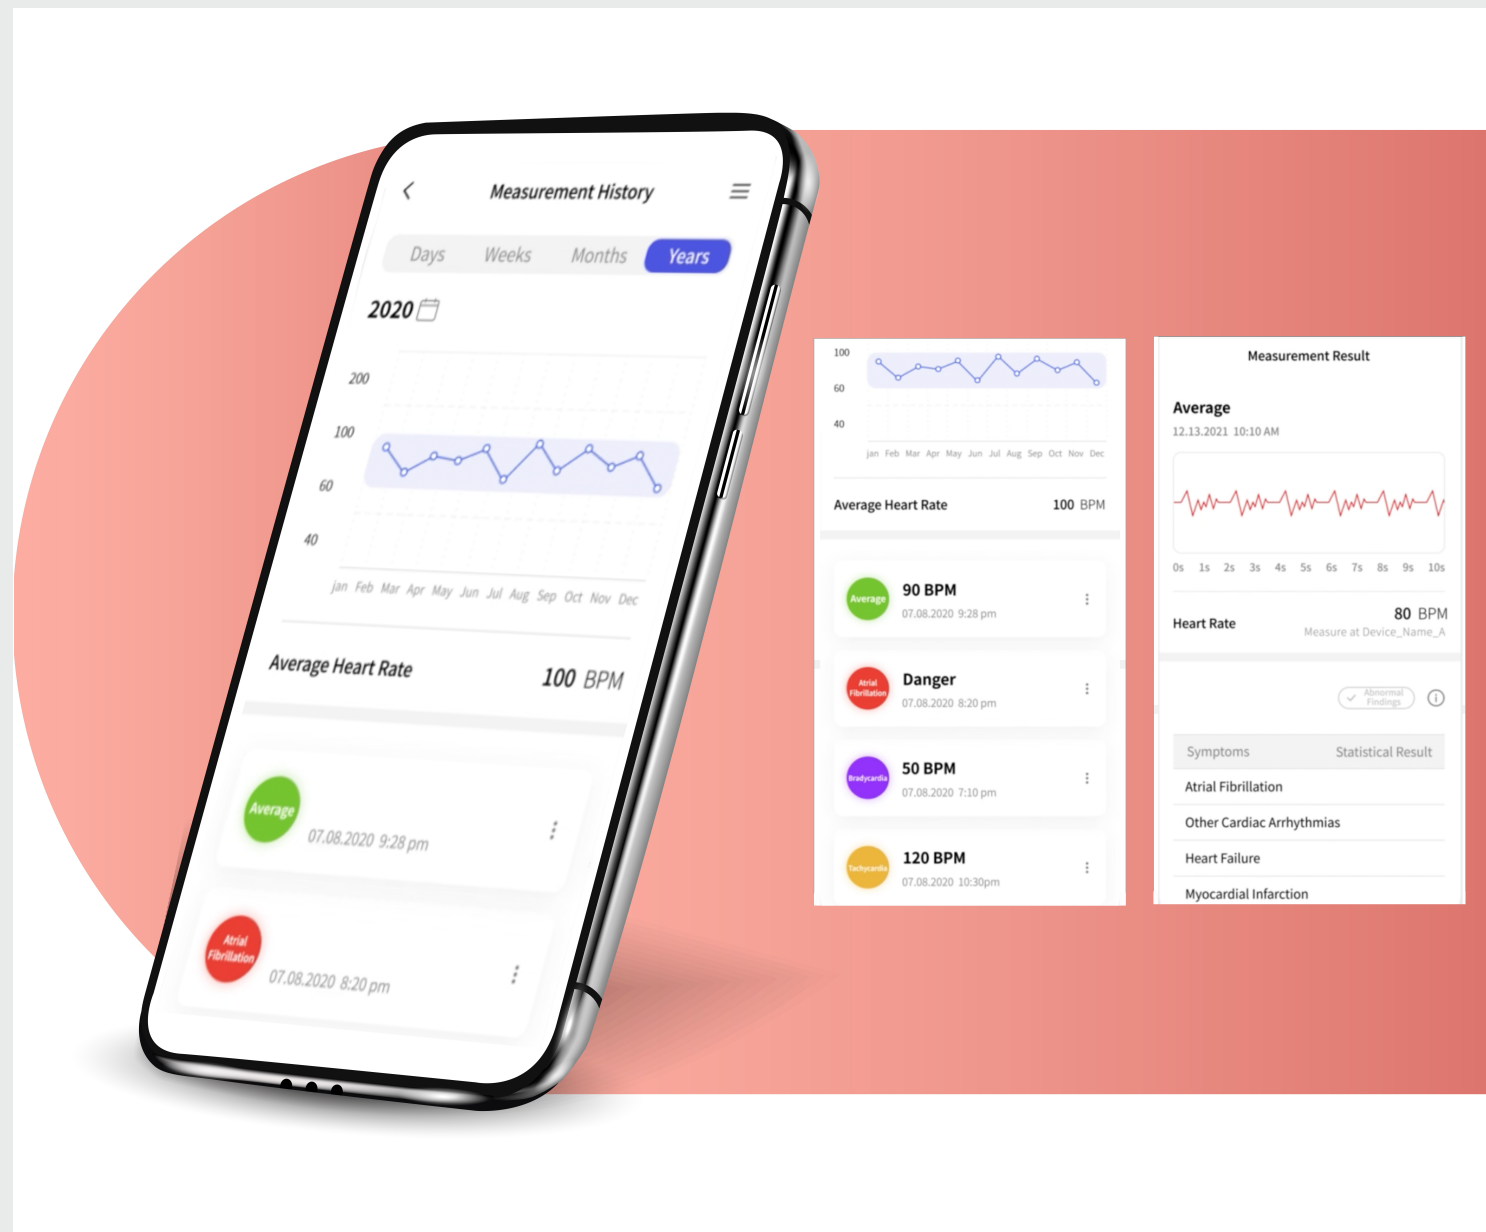 Measurement History
Days Weeks Months Years
2020
200
100
60
40
jan Feb Mar Apr May Jun Jul Aug Sep Oct Nov Dec
Average Heart Rate 100 BPM
Average
07.08.2020 9:28 pm
Atrial
Fibrillation
07.08.2020 8:20 pm
100
60
40
jan Feb Mar Apr May Jun Jul Aug Sep Oct Nov Dec
Average Heart Rate 100 BPM
Average
90 BPM
07.08.2020 9:28 pm
Atrial
Fibrillation
Danger
07.08.2020 8:20 pm
Bradycardia
50 BPM
07.08.2020 7:10 pm
Tachycardia
120 BPM
07.08.2020 10:30pm
Measurement Result
Average
12.13.2021 10:10 AM
0s 1s 2s 3s 4s 5s 6s 7s 8s 9s 10s
Heart Rate 80 BPM
Measure at Device_Name_A
Abnormal
Findings
Symptoms Statistical Result
Atrial Fibrillation
Other Cardiac Arrhythmias
Heart Failure
Myocardial Infarction